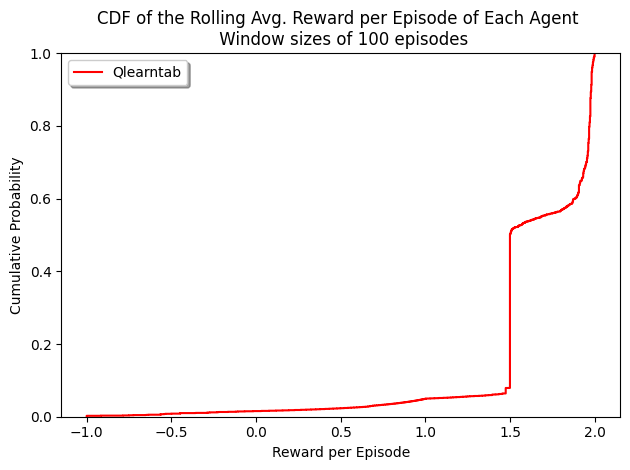 CDF of the Rolling Avg. Reward per Episode of Each Agent
Window sizes of 100 episodes
Qlearntab
Cumulative Probability
1.0
0.8
0.6
0.4
0.2
0.0
−1.0 −0.5 0.0 0.5 1.0 1.5 2.0
Reward per Episode